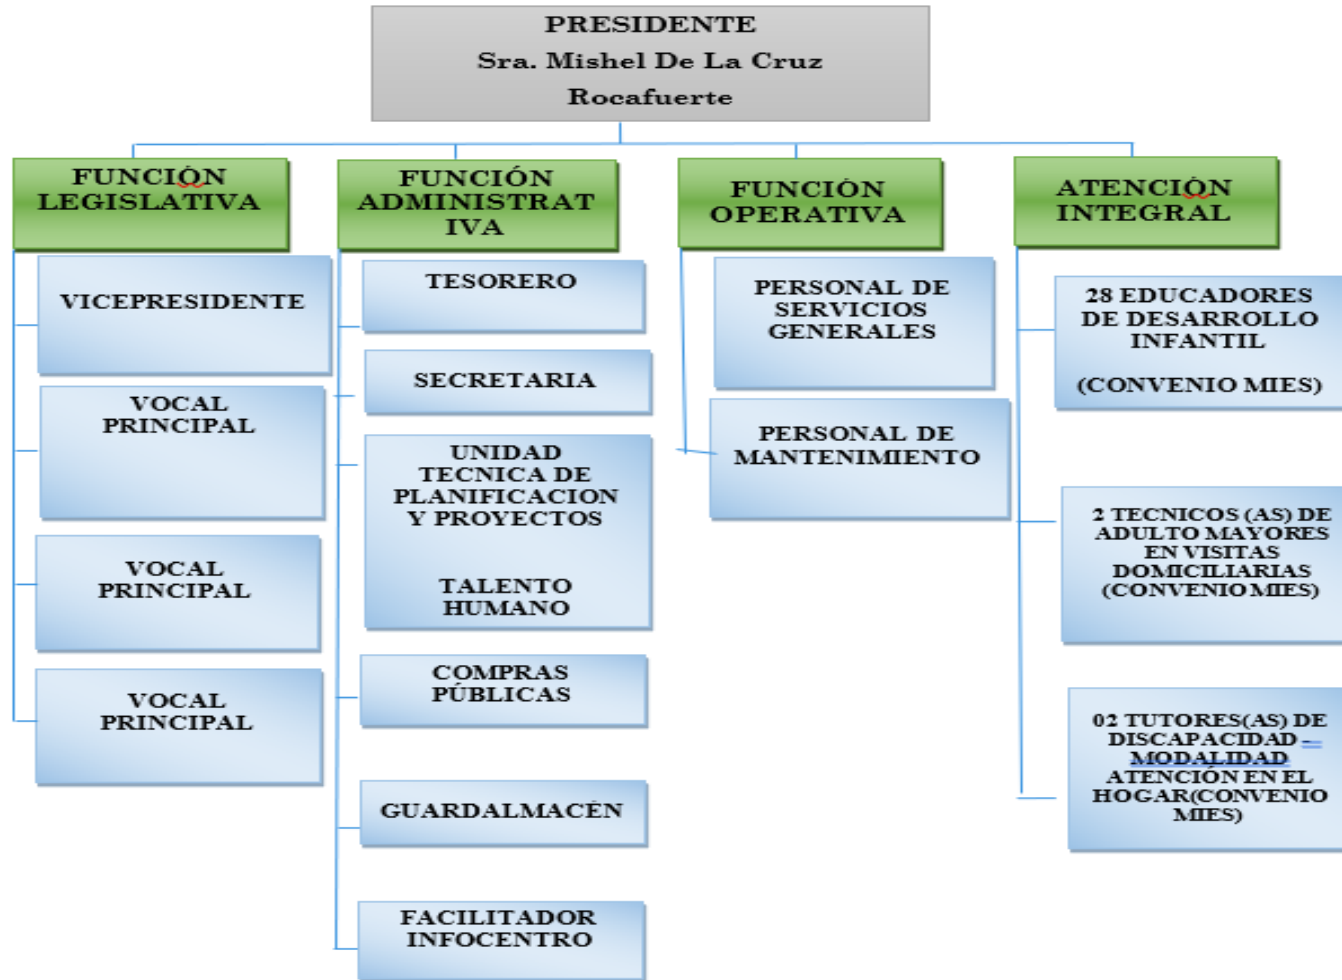 PRESIDENTE
Sra. Mishel De La Cruz
Rocafuerte
FUNCIÓN
LEGISLATIVA
VICEPRESIDENTE
VOCAL
PRINCIPAL
VOCAL
PRINCIPAL
VOCAL
PRINCIPAL
FUNCIÓN
ADMINISTRAT
IVA
TESORERO
SECRETARIA
UNIDAD
TECNICA DE
PLANIFICACION
Y PROYECTOS
TALENTO
HUMANO
COMPRAS
PÚBLICAS
GUARDALMACÉN
FACILITADOR
INFOCENTRO
FUNCIÓN
OPERATIVA
PERSONAL DE
SERVICIOS
GENERALES
PERSONAL DE
MANTENIMIENTO
ATENCIÓN
INTEGRAL
28 EDUCADORES
DE DESARROLLO
INFANTIL
(CONVENIO MIES)
2 TECNICOS (AS) DE
ADULTO MAYORES
EN VISITAS
DOMICILIARIAS
(CONVENIO MIES)
02 TUTORES(AS) DE
DISCAPACIDAD –
MODALIDAD
ATENCIÓN EN EL
HOGAR(CONVENIO
MIES)